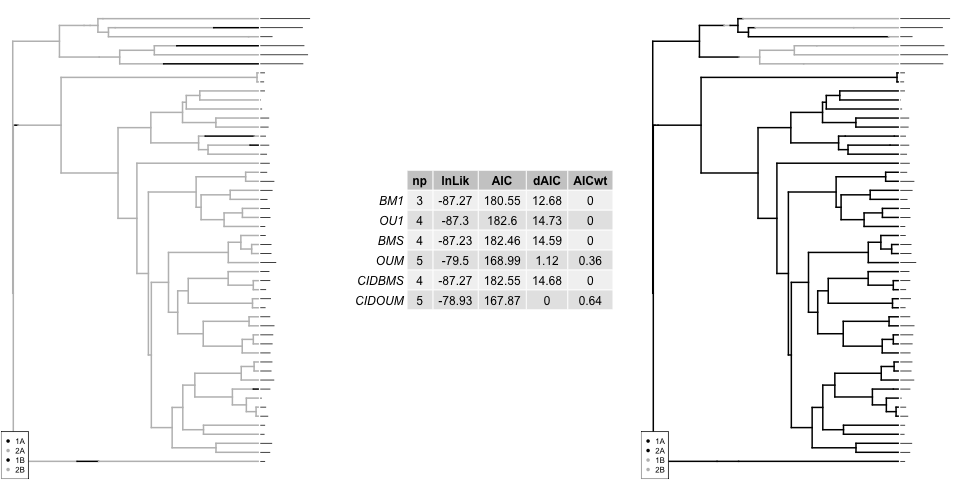 np lnLik AIC dAIC AICwt
BM1 3 -87.27 180.55 12.68 0
OU1 4 -87.3 182.6 14.73 0
BMS 4 -87.23 182.46 14.59 0
OUM 5 -79.5 168.99 1.12 0.36
CIDBMS 4 -87.27 182.55 14.68 0
CIDOUM 5 -78.93 167.87 0 0.64
1A
2A
1B
2B
1A
2A
1B
2B